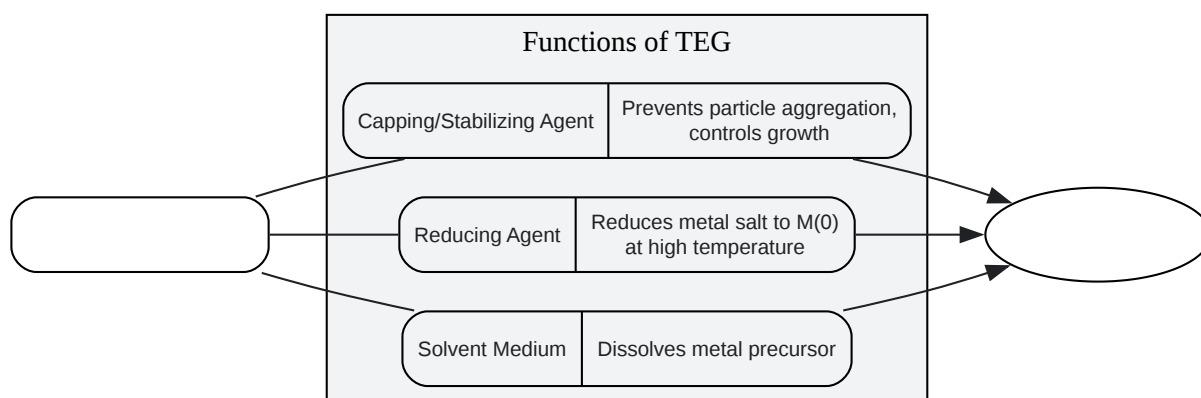 Functions of TEG
Capping/Stabilizing Agent
Prevents particle aggregation,
controls growth
Reducing Agent
Reduces metal salt to M(0)
at high temperature
Solvent Medium
Dissolves metal precursor